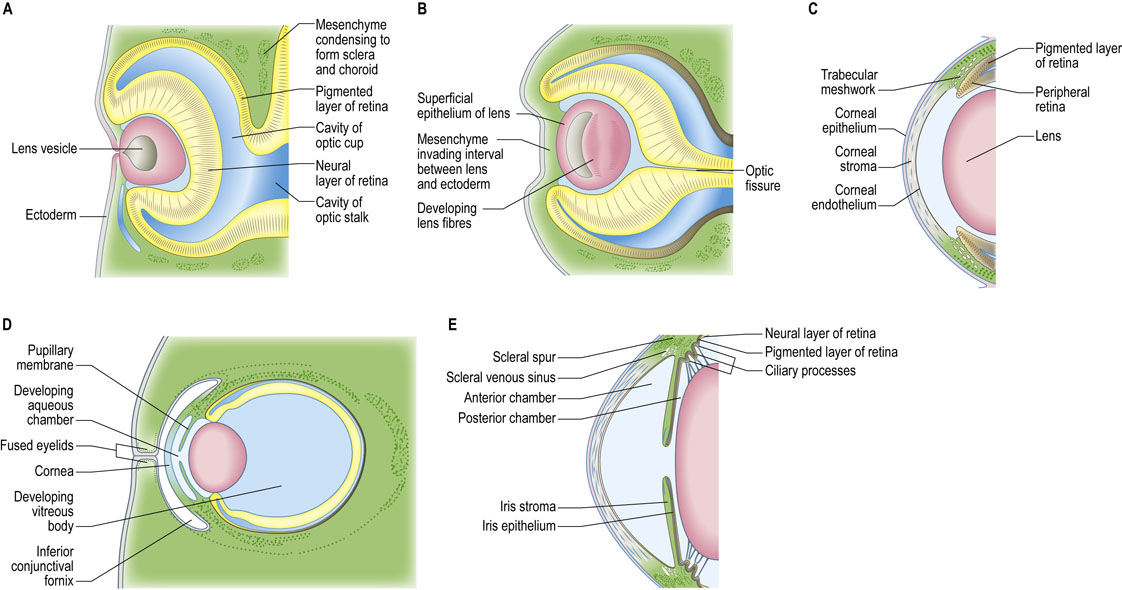 A
Mesenchyme
condensing to
form sclera
and choroid
Pigmented
layer of retina
Cavity of
optic cup
Lens vesicle
Neural
layer of retina
Ectoderm
Cavity of
optic stalk
B
Superficial
epithelium of lens
Mesenchyme
invading interval
between lens
and ectoderm
Developing
lens fibres
Optic
fissure
C
Pigmented layer
of retina
Trabecular
meshwork
Peripheral
retina
Corneal
epithelium
Lens
Corneal
stroma
Corneal
endothelium
D
Pupillary
membrane
Developing
aqueous
chamber
Fused eyelids
Cornea
Developing
vitreous
body
Inferior
conjunctival
fornix
E
Neural layer of retina
Scleral spur
Pigmented layer of retina
Scleral venous sinus
Ciliary processes
Anterior chamber
Posterior chamber
Iris stroma
Iris epithelium